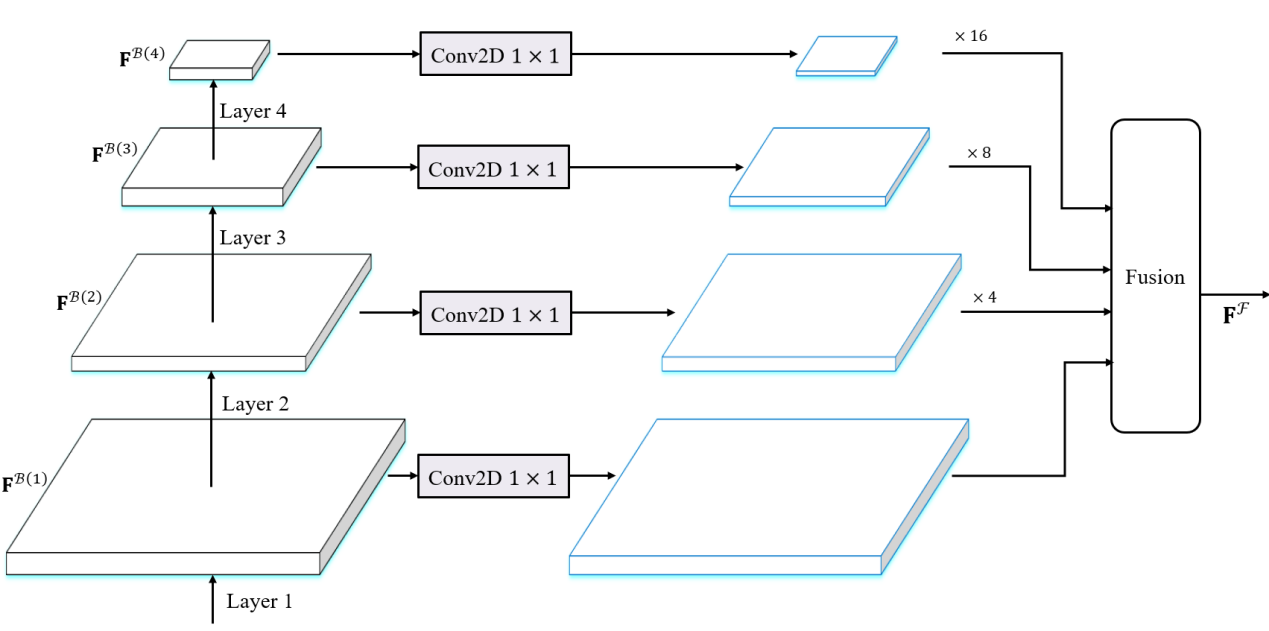 𝐅^ℬ(4)
Conv2D 1 × 1
× 16
Layer 4
𝐅^ℬ(3)
Conv2D 1 × 1
× 8
Layer 3
𝐅^ℬ(2)
Conv2D 1 × 1
× 4
Fusion
𝐅^ℱ
Layer 2
𝐅^ℬ(1)
Conv2D 1 × 1
Layer 1